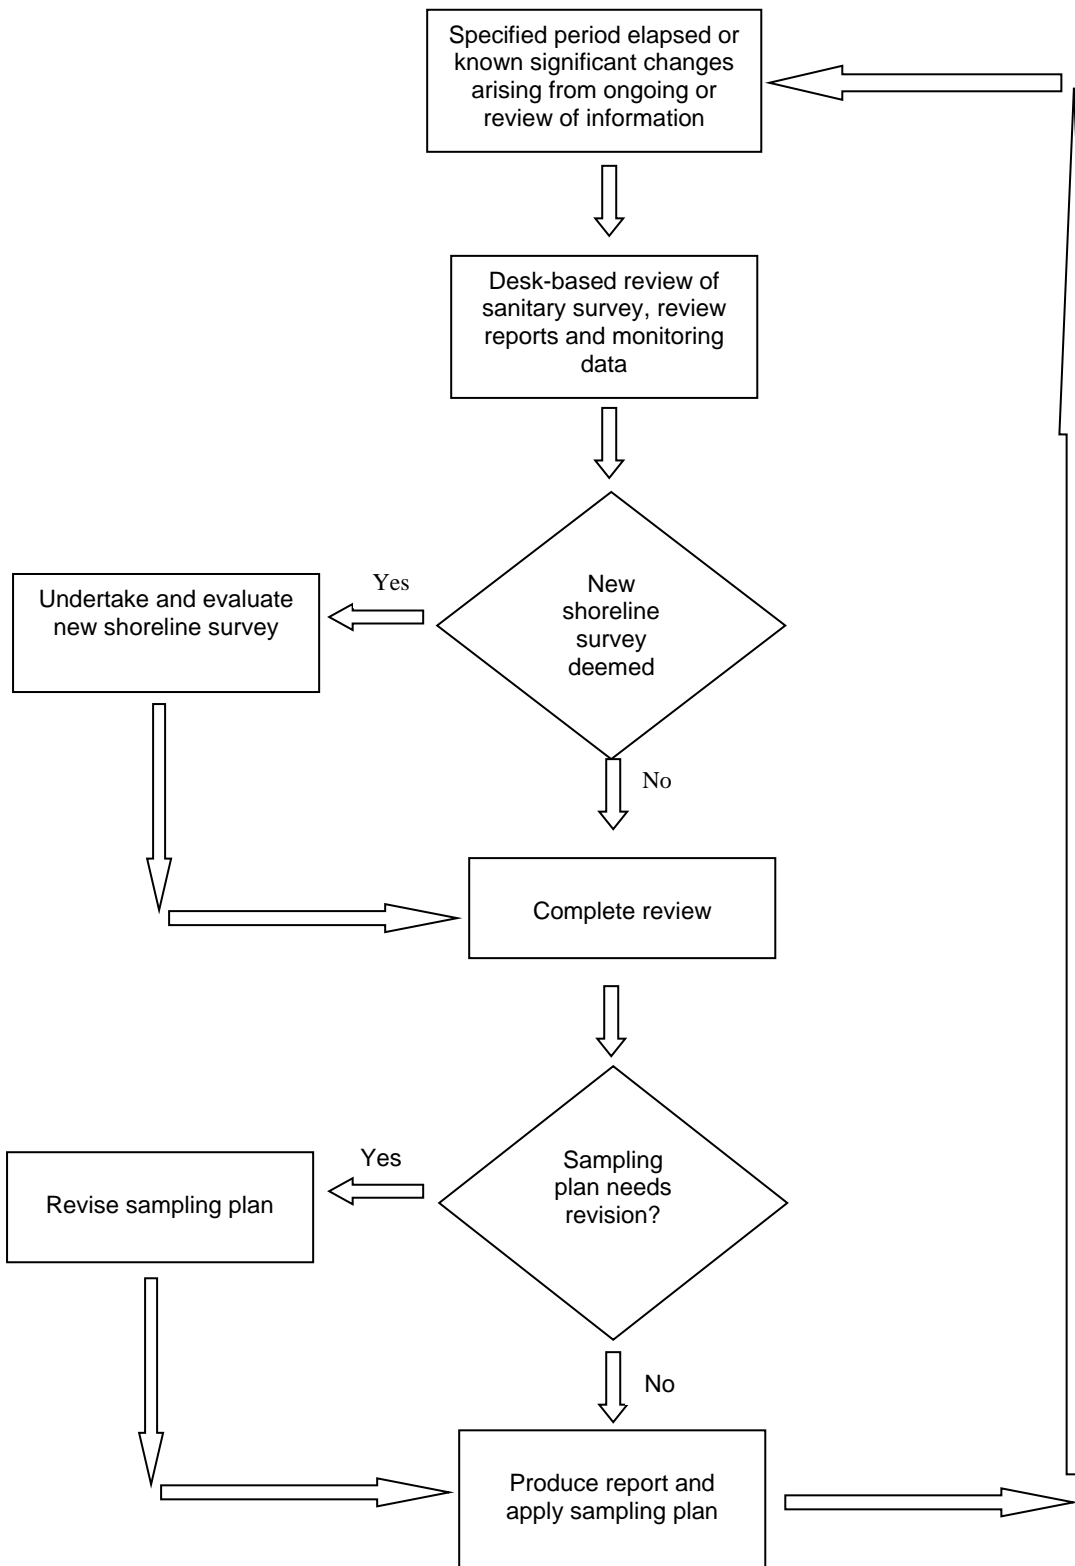 Specified period elapsed or
known significant changes
arising from ongoing or
review of information
Desk-based review of
sanitary survey, review
reports and monitoring
data
New
shoreline
survey
deemed
Yes
Undertake and evaluate
new shoreline survey
No
Complete review
Sampling
plan needs
revision?
Yes
Revise sampling plan
No
Produce report and
apply sampling plan